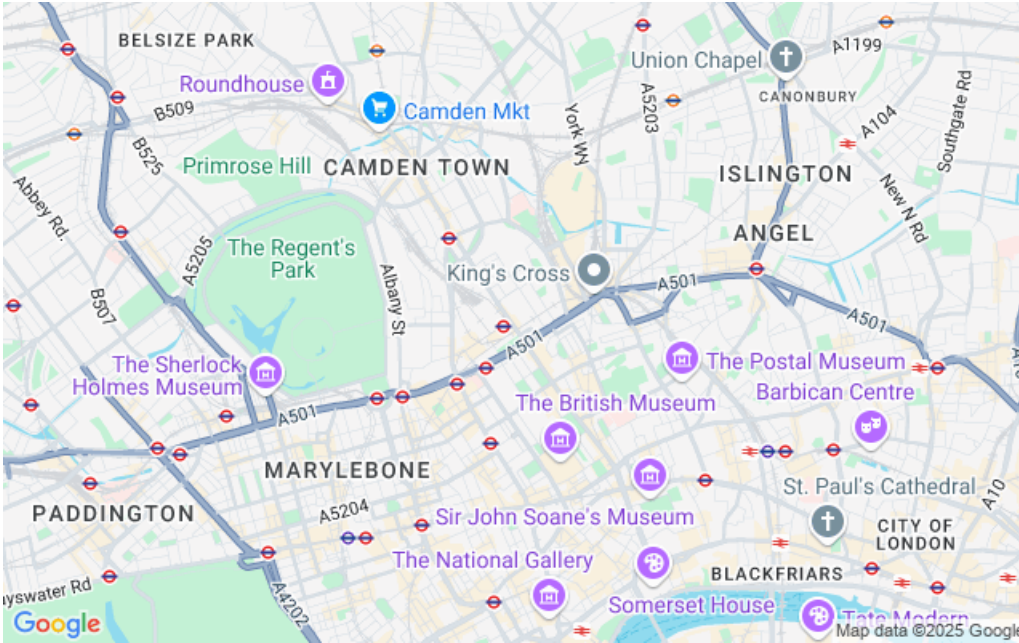 BELSIZE PARK
A1199
Union Chapel
Roundhouse
CANONBURY
B509
Camden Mkt
York Wy
A5203
A104
Southgate Rd
B525
Primrose Hill
CAMDEN TOWN
ISLINGTON
Abbey Rd.
New N Rd
ANGEL
The Regent's
Park
A5205
King's Cross
Albany St
A501
B507
A501
A501
The Sherlock
Holmes Museum
The Postal Museum
Barbican Centre
The British Museum
A501
MARYLEBONE
St. Paul's Cathedral
A10
PADDINGTON
A5204
Sir John Soane's Museum
CITY OF
LONDON
The National Gallery
BLACKFRIARS
ayswater Rd
A4202
Somerset House
Tate Modern
Google
Map data ©2025 Google